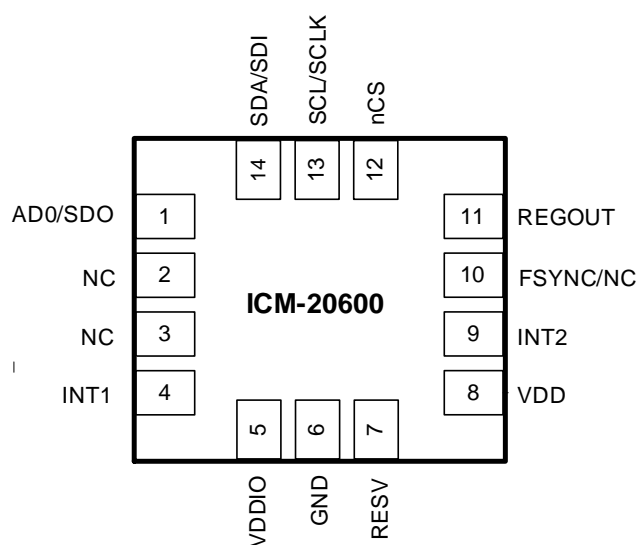 SDA/SDI
SCL/SCLK
nCS
14
13
12
AD0/SDO
1
11
REGOUT
NC
2
10
FSYNC/NC
ICM-20600
NC
3
9
INT2
INT1
4
8
VDD
5
6
7
VDDIO
GND
RESV